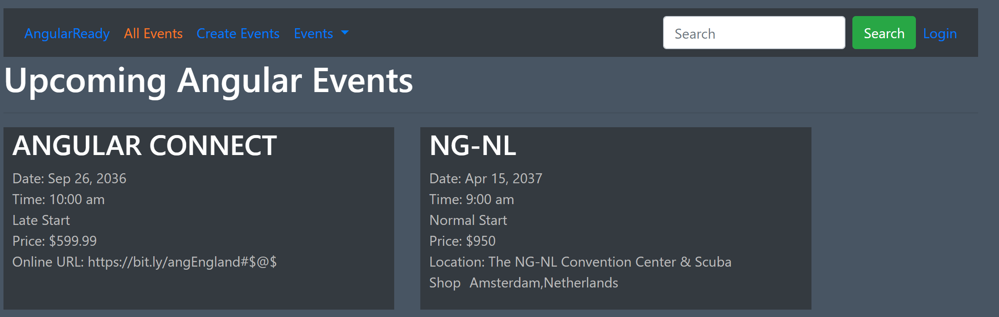 AngularReady All Events Create Events Events Search Search Login
Upcoming Angular Events
ANGULAR CONNECT
Date: Sep 26, 2036
Time: 10:00 am
Late Start
Price: $599.99
Online URL: https://bit.ly/angEngland#$@$
NG-NL
Date: Apr 15, 2037
Time: 9:00 am
Normal Start
Price: $950
Location: The NG-NL Convention Center & Scuba
Shop Amsterdam,Netherlands